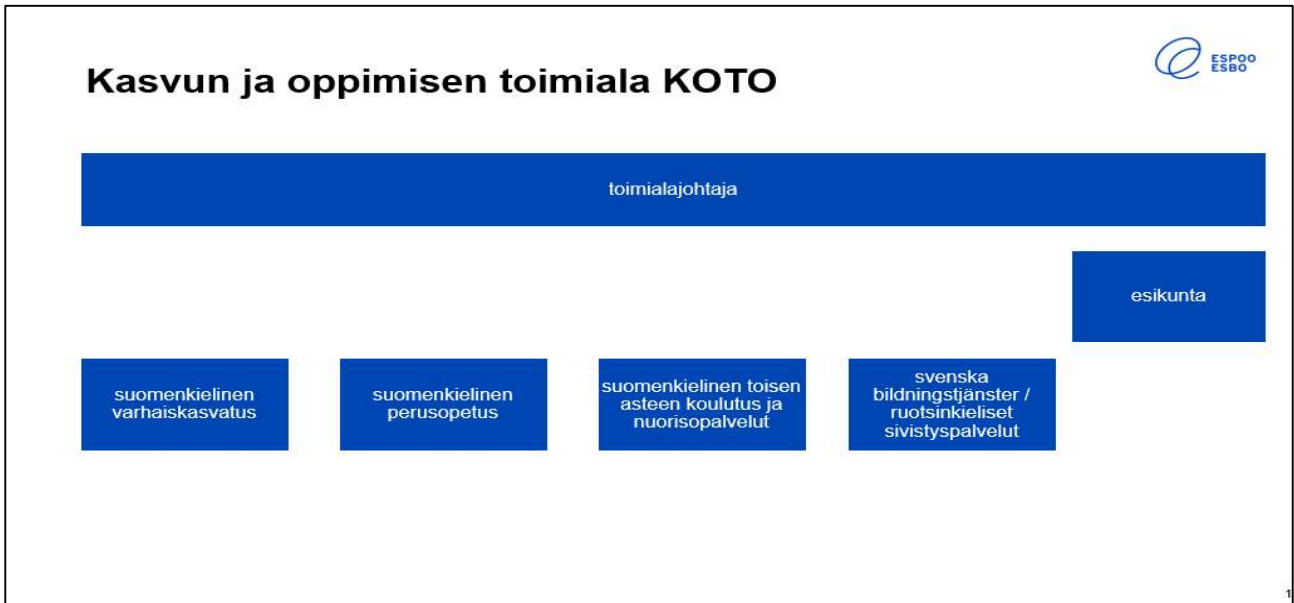 Kasvun ja oppimisen toimiala KOTO
ESPOO
ESBO
toimialajohtaja
esikunta
suomenkielinen
varhaiskasvatus
suomenkielinen
perusopetus
suomenkielinen toisen
asteen koulutus ja
nuorisopalvelut
svenska
bildningstjänster /
ruotsinkieliset
sivistyspalvelut
1